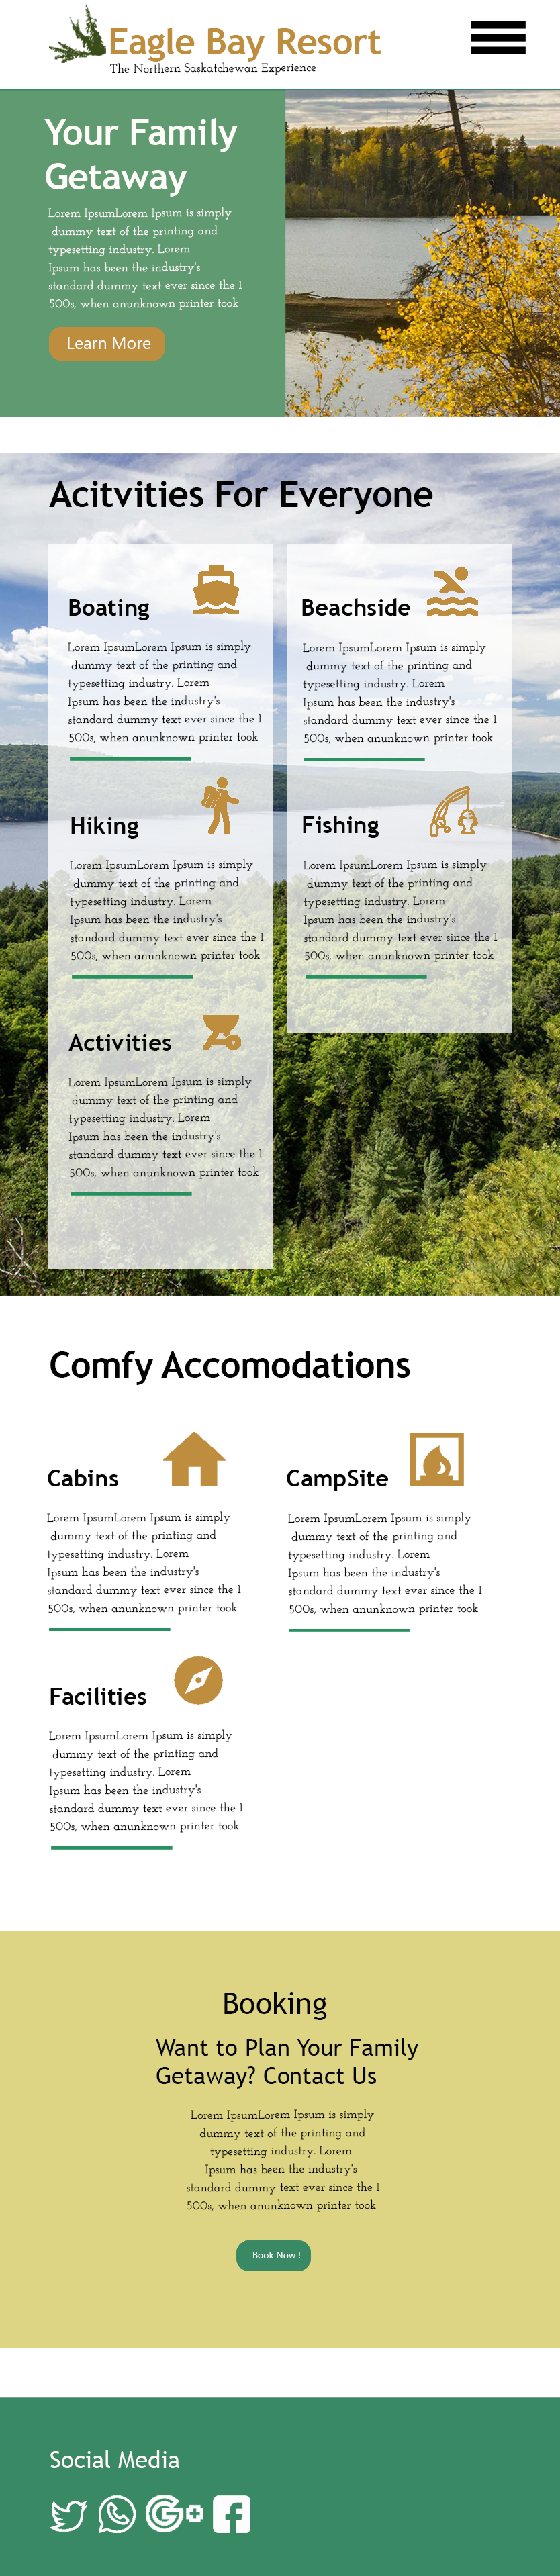 Eagle Bay Resort
The Northern Saskatchewan Experience
Your Family
Getaway
Lorem IpsumLorem Ipsum is simply
dummy text of the printing and
typesetting industry. Lorem
Ipsum has been the industry's
standard dummy text ever since the 1
500s, when anunknown printer took
Learn More
Acitvities For Everyone
Boating
Lorem IpsumLorem Ipsum is simply
dummy text of the printing and
typesetting industry. Lorem
Ipsum has been the industry's
standard dummy text ever since the 1
500s, when anunknown printer took
Beachside
Lorem IpsumLorem Ipsum is simply
dummy text of the printing and
typesetting industry. Lorem
Ipsum has been the industry's
standard dummy text ever since the 1
500s, when anunknown printer took
Hiking
Lorem IpsumLorem Ipsum is simply
dummy text of the printing and
typesetting industry. Lorem
Ipsum has been the industry's
standard dummy text ever since the 1
500s, when anunknown printer took
Fishing
Lorem IpsumLorem Ipsum is simply
dummy text of the printing and
typesetting industry. Lorem
Ipsum has been the industry's
standard dummy text ever since the 1
500s, when anunknown printer took
Activities
Lorem IpsumLorem Ipsum is simply
dummy text of the printing and
typesetting industry. Lorem
Ipsum has been the industry's
standard dummy text ever since the 1
500s, when anunknown printer took
Comfy Accomodations
Cabins
Lorem IpsumLorem Ipsum is simply
dummy text of the printing and
typesetting industry. Lorem
Ipsum has been the industry's
standard dummy text ever since the 1
500s, when anunknown printer took
CampSite
Lorem IpsumLorem Ipsum is simply
dummy text of the printing and
typesetting industry. Lorem
Ipsum has been the industry's
standard dummy text ever since the 1
500s, when anunknown printer took
Facilities
Lorem IpsumLorem Ipsum is simply
dummy text of the printing and
typesetting industry. Lorem
Ipsum has been the industry's
standard dummy text ever since the 1
500s, when anunknown printer took
Booking
Want to Plan Your Family
Getaway? Contact Us
Lorem IpsumLorem Ipsum is simply
dummy text of the printing and
typesetting industry. Lorem
Ipsum has been the industry's
standard dummy text ever since the 1
500s, when anunknown printer took
Book Now !
Social Media